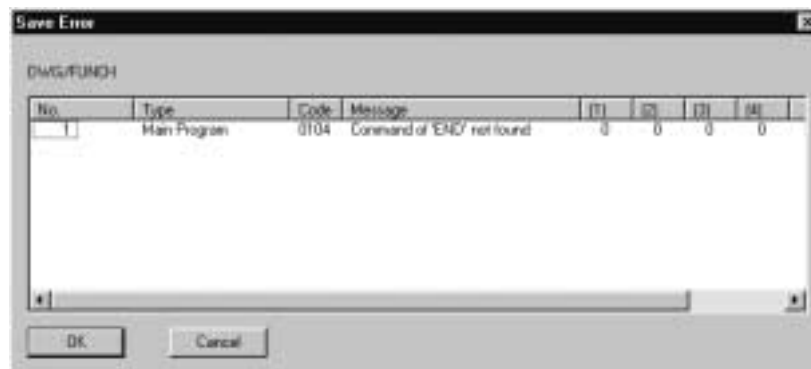 Save Error
DWG/FUNCH
No. Type Code Message [1] [2] [3] [4]
1 Main Program 0104 Command of 'END' not found 0 0 0 0
OK Cancel